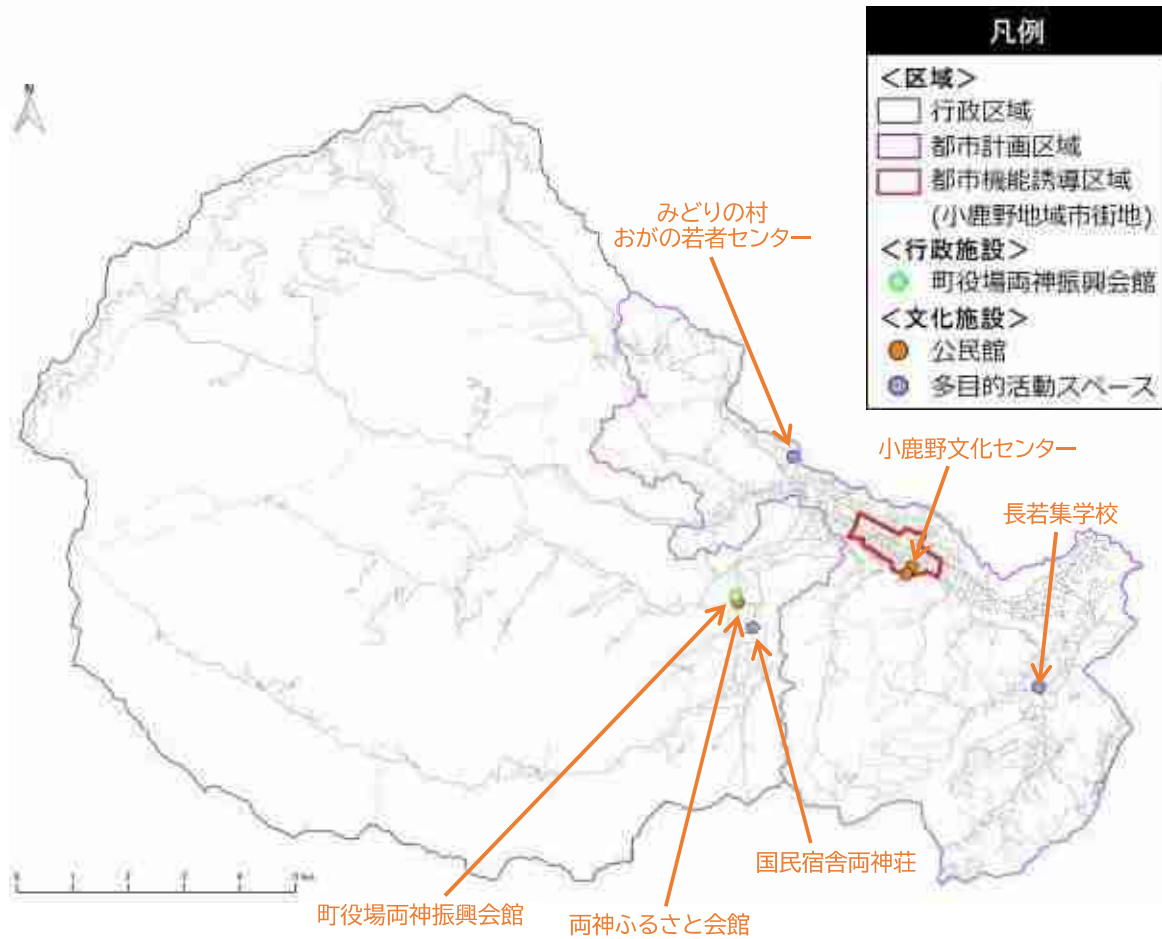 凡例
＜区域＞
行政区域
都市計画区域
都市機能誘導区域
(小鹿野地域市街地)
＜行政施設＞
町役場両神振興会館
＜文化施設＞
公民館
多目的活動スペース
N
みどりの村
おがの若者センター
小鹿野文化センター
長若集学校
国民宿舎両神荘
町役場両神振興会館
両神ふるさと会館